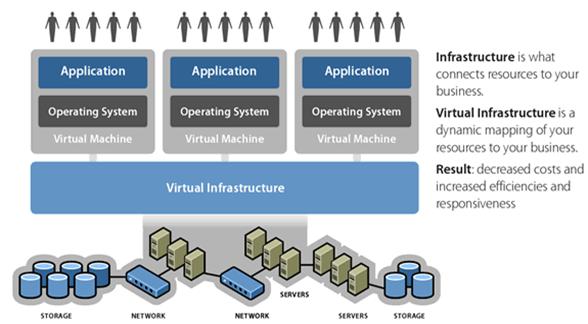 Application
Application
Application
Operating System
Operating System
Operating System
Virtual Machine
Virtual Machine
Virtual Machine
Virtual Infrastructure
Infrastructure is what
connects resources to your
business.
Virtual Infrastructure is a
dynamic mapping of your
resources to your business.
Result: decreased costs and
increased efficiencies and
responsiveness
SERVERS
STORAGE
NETWORK
NETWORK
SERVERS
STORAGE